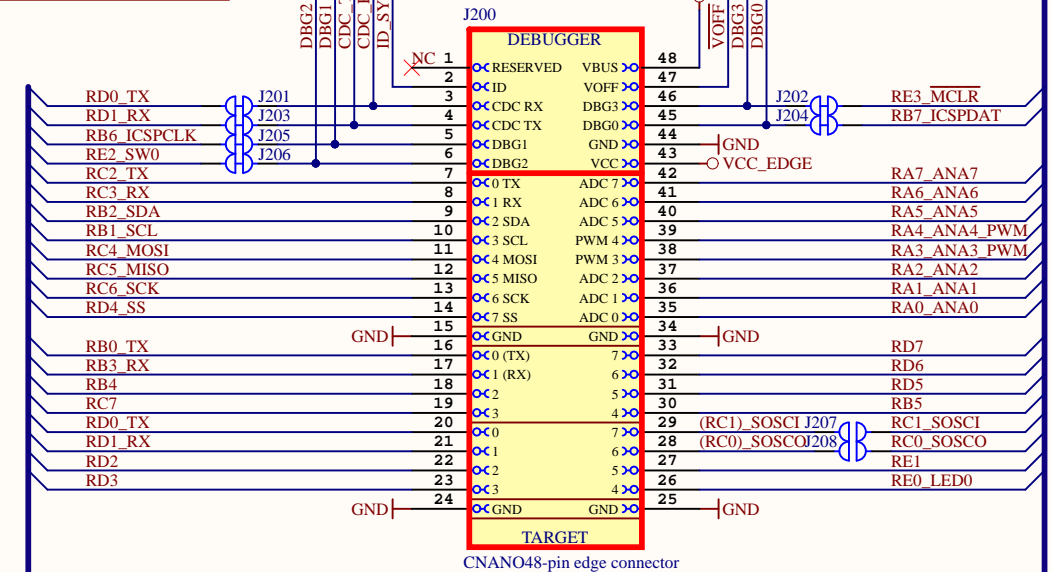 DBG2
DBG1
CDC_
CDC_
ID_SY
J200
VOFF
DBG3
DBG0
DEBUGGER
NC 1 RESERVED VBUS 48
2 ID VOFF 47
RD0_TX J201 3 CDC RX DBG3 46 J202 RE3_MCLR
RD1_RX J203 4 CDC TX DBG0 45 J204 RB7_ICSPDAT
RB6_ICSPCLK J205 5 DBG1 GND 44 GND
RE2_SW0 J206 6 DBG2 VCC 43 VCC_EDGE
RC2_TX 7 0 TX ADC 7 42 RA7_ANA7
RC3_RX 8 1 RX ADC 6 41 RA6_ANA6
RB2_SDA 9 2 SDA ADC 5 40 RA5_ANA5
RB1_SCL 10 3 SCL PWM 4 39 RA4_ANA4_PWM
RC4_MOSI 11 4 MOSI PWM 3 38 RA3_ANA3_PWM
RC5_MISO 12 5 MISO ADC 2 37 RA2_ANA2
RC6_SCK 13 6 SCK ADC 1 36 RA1_ANA1
RD4_SS 14 7 SS ADC 0 35 RA0_ANA0
GND 15 GND GND 34 GND
RB0_TX 16 0 (TX) 7 33 RD7
RB3_RX 17 1 (RX) 6 32 RD6
RB4 18 2 5 31 RD5
RC7 19 3 4 30 RB5
RD0_TX 20 0 7 29 (RC1)_SOSCI J207 RC1_SOSCI
RD1_RX 21 1 6 28 (RC0)_SOSCO J208 RC0_SOSCO
RD2 22 2 5 27 RE1
RD3 23 3 4 26 RE0_LED0
GND 24 GND GND 25 GND
TARGET
CNANO48-pin edge connector